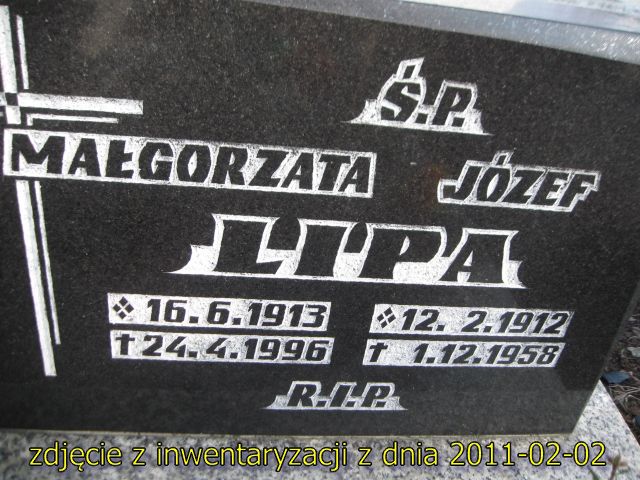 Ś.P.
MAŁGORZATA JÓZEF
LIPA
16.6.1913 12. 2.1912
†24. 4.1996 † 1.12.1958
R.I.P.
zdjęcie z inwentaryzacji z dnia 2011-02-02